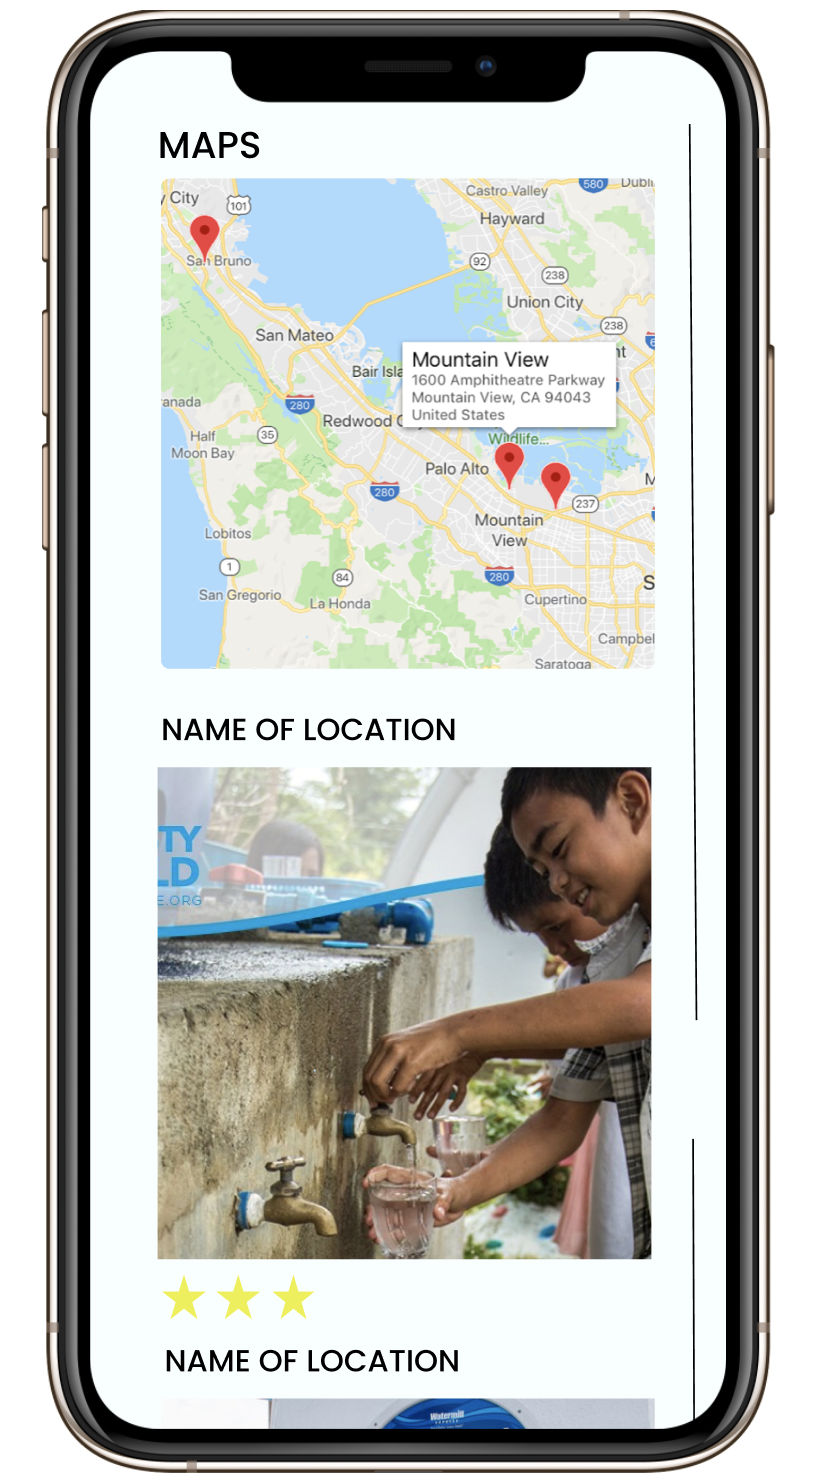 MAPS
Castro Valley
580
Dubli
y City
101
Hayward
San Bruno
92
238
Union City
238
San Mateo
nt
Bair Isla
Mountain View
1600 Amphitheatre Parkway
Mountain View, CA 94043
United States
280
anada
Redwood C
Half
Moon Bay
35
Wildlife...
Palo Alto
280
237
M
Mountain
View
Lobitos
1
84
280
S
San Gregorio
La Honda
Cupertino
Campbel
Saratoga
NAME OF LOCATION
TY
LD
E.ORG
NAME OF LOCATION
Watermill
EXPRESS